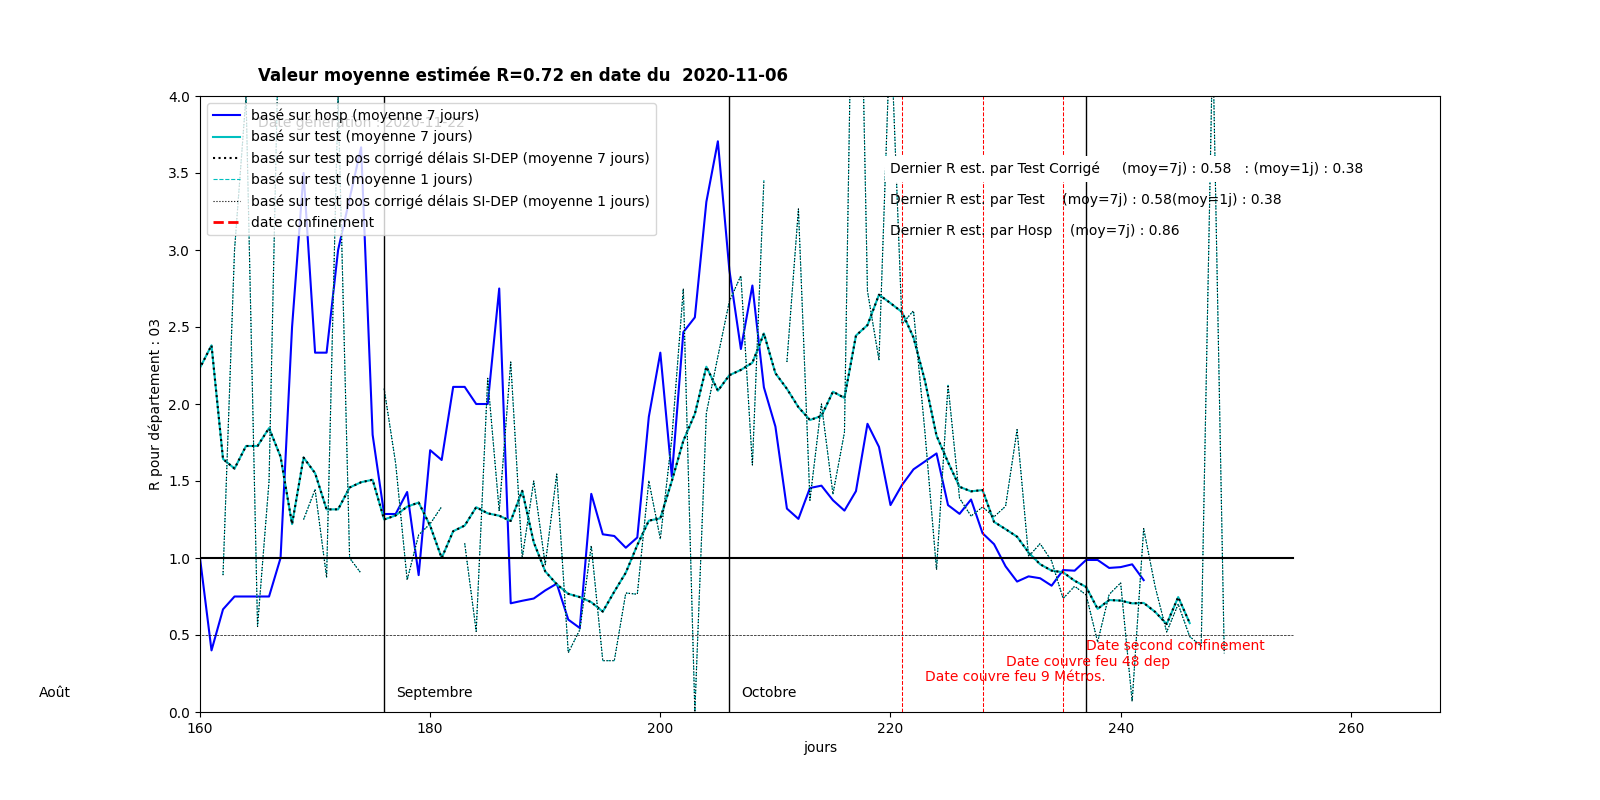 Valeur moyenne estimée R=0.72 en date du  2020-11-06
Date génération : 2020-11-22
basé sur hosp (moyenne 7 jours)
basé sur test (moyenne 7 jours)
basé sur test pos corrigé délais SI-DEP (moyenne 7 jours)
basé sur test (moyenne 1 jours)
basé sur test pos corrigé délais SI-DEP (moyenne 1 jours)
date confinement
Dernier R est. par Test Corrigé (moy=7j) : 0.58 : (moy=1j) : 0.38
Dernier R est. par Test (moy=7j) : 0.58(moy=1j) : 0.38
Dernier R est. par Hosp (moy=7j) : 0.86
R pour département : 03
4.0
3.5
3.0
2.5
2.0
1.5
1.0
0.5
0.0
Date second confinement
Date couvre feu 48 dep
Date couvre feu 9 Métros.
Août
Septembre
Octobre
160
180
200
220
240
260
jours